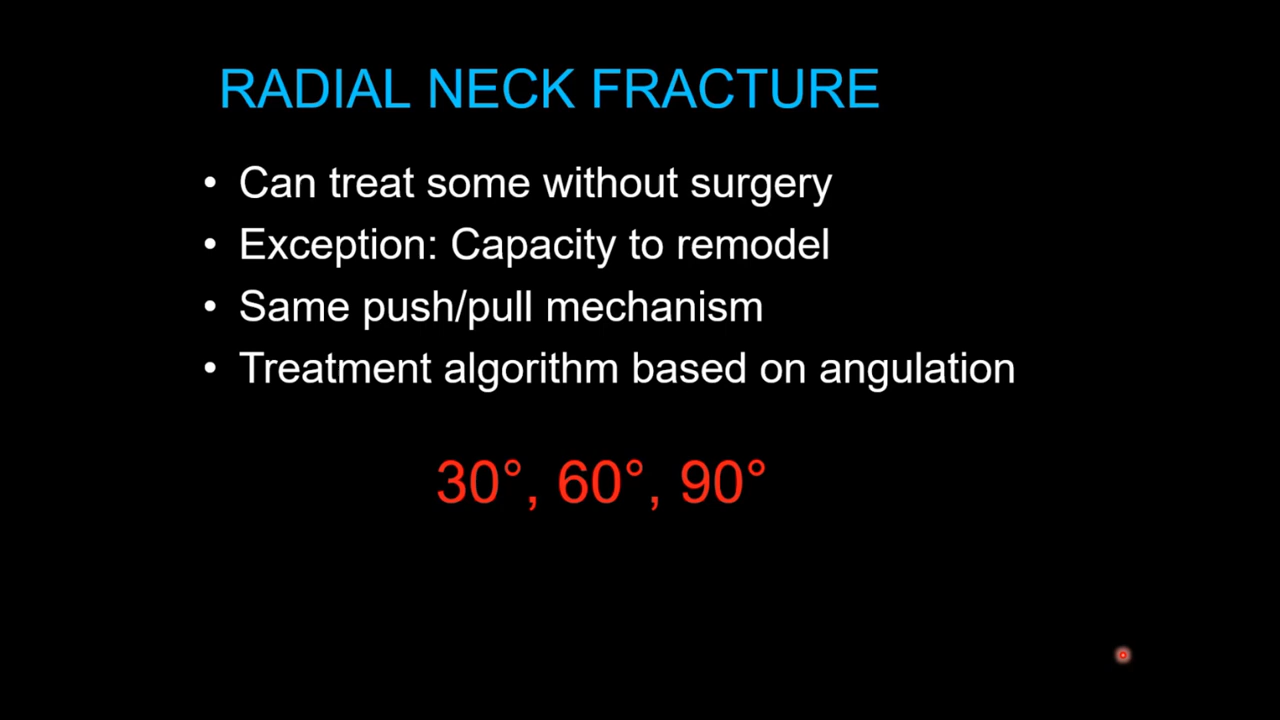 RADIAL NECK FRACTURE
• Can treat some without surgery
• Exception: Capacity to remodel
• Same push/pull mechanism
• Treatment algorithm based on angulation
30°, 60°, 90°